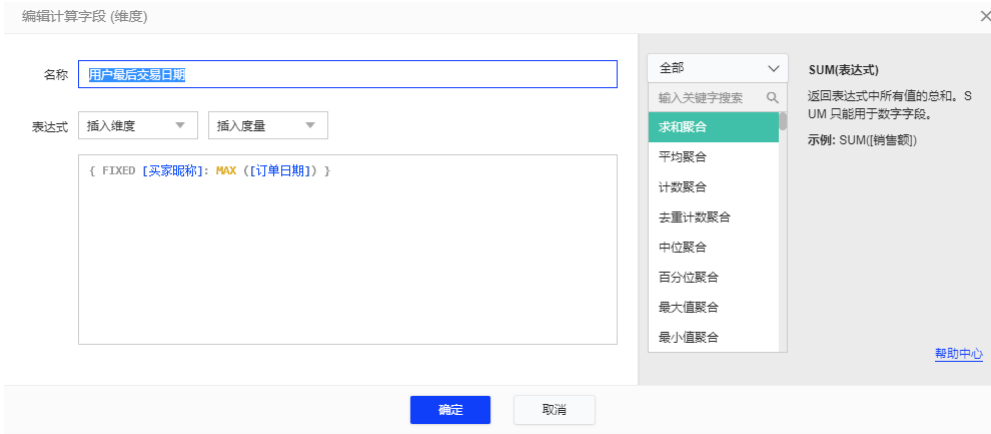 编辑计算字段 (维度)
名称
用户最后交易日期
表达式
插入维度
插入度量
{ FIXED [买家昵称]: MAX ([订单日期]) }
全部
输入关键字搜索
求和聚合
平均聚合
计数聚合
去重计数聚合
中位聚合
百分位聚合
最大值聚合
最小值聚合
SUM(表达式)
返回表达式中所有值的总和。S
UM 只能用于数字字段。
示例: SUM([销售额])
帮助中心
确定
取消